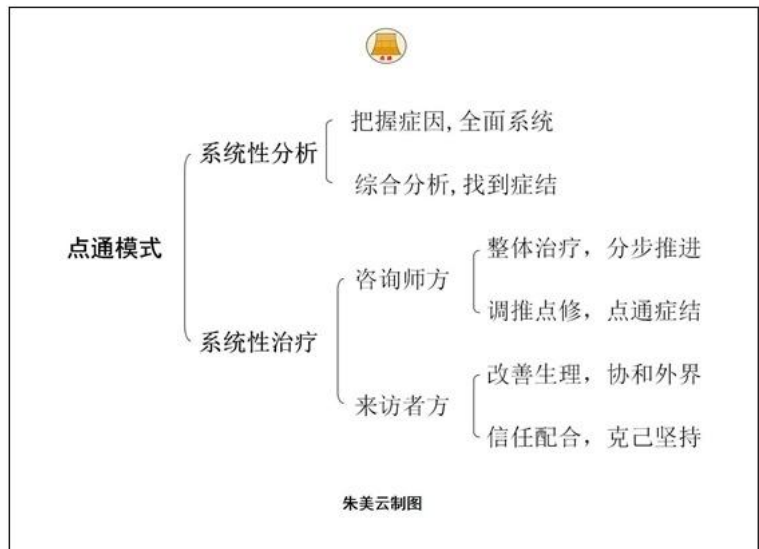 点通模式
系统性分析
把握症因,全面系统
综合分析,找到症结
系统性治疗
咨询师方
整体治疗，分步推进
调推点修，点通症结
来访者方
改善生理，协和外界
信任配合，克己坚持
朱美云制图